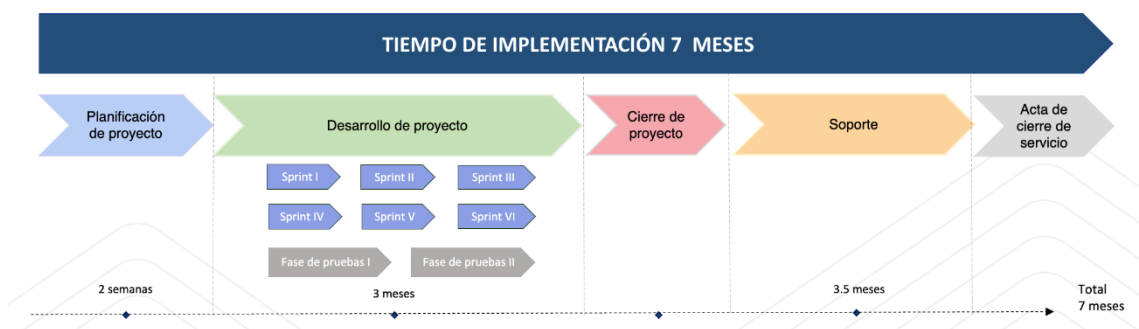 TIEMPO DE IMPLEMENTACIÓN 7 MESES
Planificación
de proyecto
Desarrollo de proyecto
Cierre de
proyecto
Soporte
Acta de
cierre de
servicio
Sprint I
Sprint II
Sprint III
Sprint IV
Sprint V
Sprint VI
Fase de pruebas I
Fase de pruebas II
2 semanas
3 meses
3.5 meses
Total
7 meses